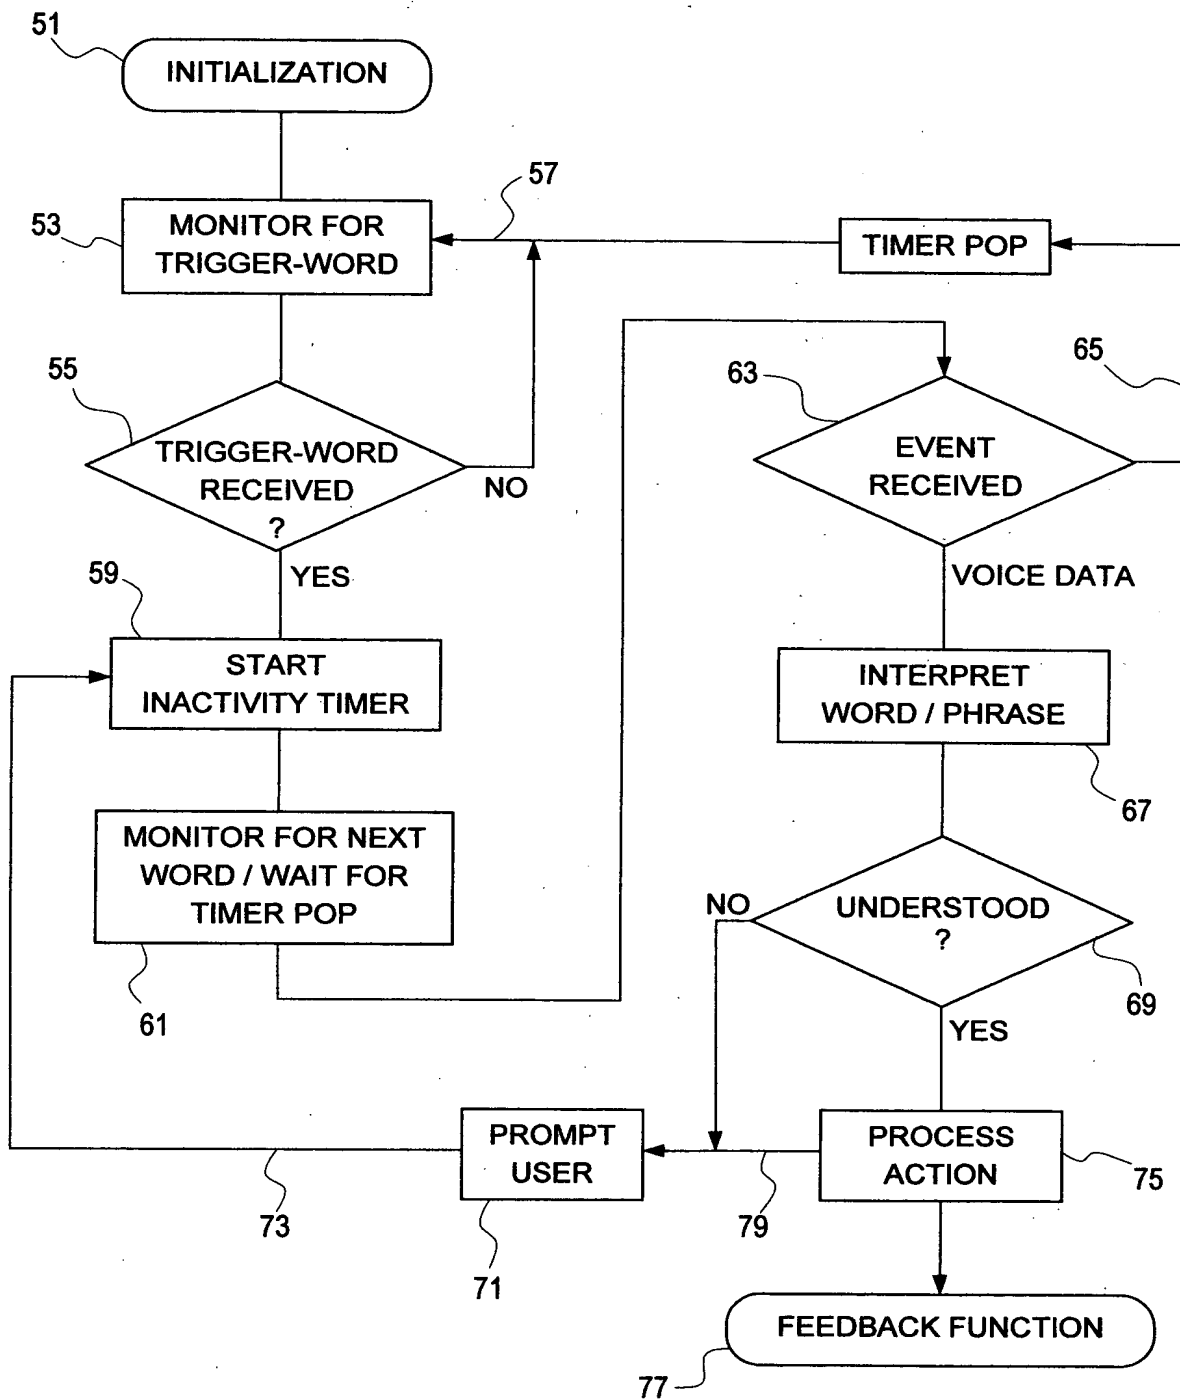 51
INITIALIZATION
57
53
MONITOR FOR
TRIGGER-WORD
TIMER POP
55
TRIGGER-WORD
RECEIVED
?
NO
YES
63
65
EVENT
RECEIVED
VOICE DATA
59
START
INACTIVITY TIMER
INTERPRET
WORD / PHRASE
67
MONITOR FOR NEXT
WORD / WAIT FOR
TIMER POP
61
NO
UNDERSTOOD
?
69
YES
PROMPT
USER
71
73
79
PROCESS
ACTION
75
FEEDBACK FUNCTION
77